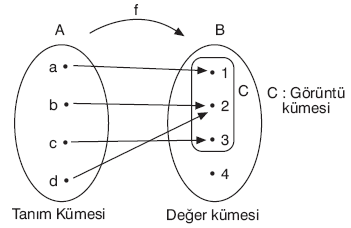 f
A
B
a
b
c
d
1
2
3
4
C
C : Görüntü
kümesi
Tanım Kümesi
Değer kümesi